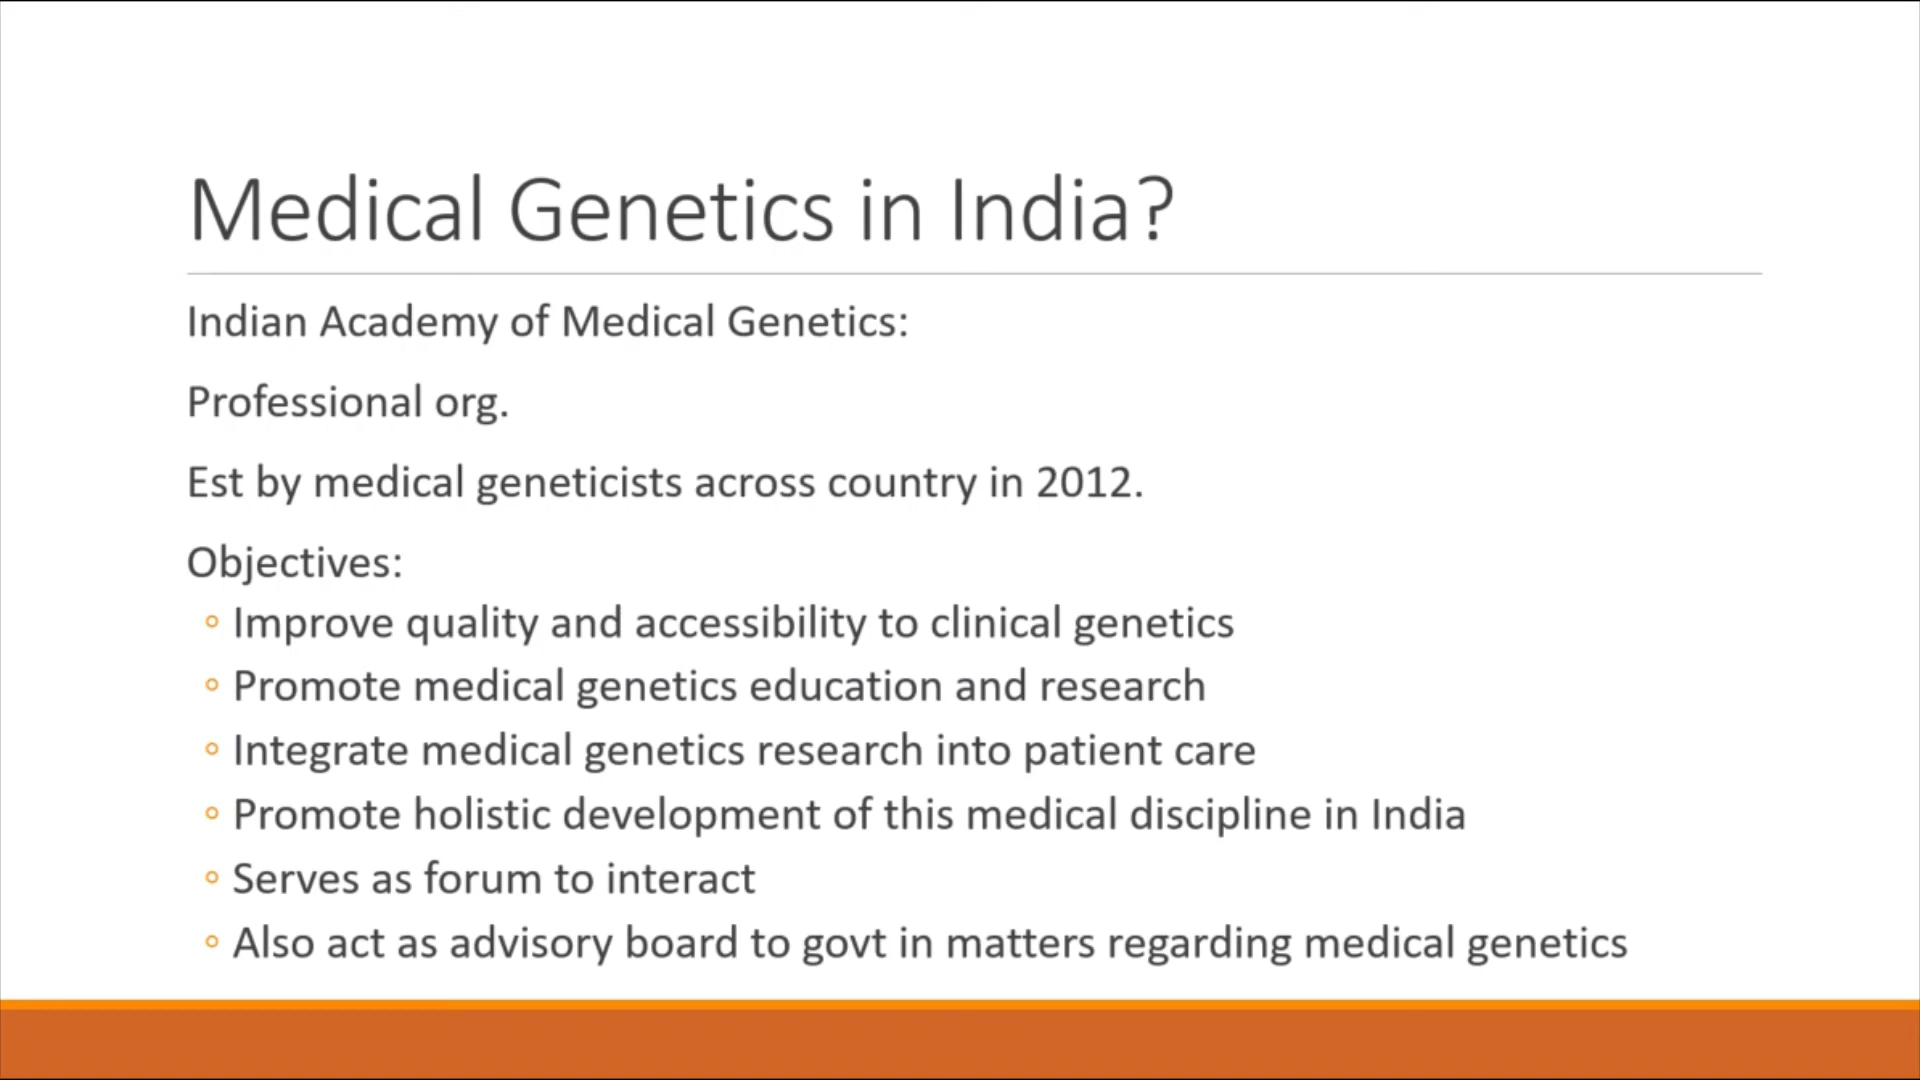 Medical Genetics in India?
Indian Academy of Medical Genetics:
Professional org.
Est by medical geneticists across country in 2012.
Objectives:
◦ Improve quality and accessibility to clinical genetics
◦ Promote medical genetics education and research
◦ Integrate medical genetics research into patient care
◦ Promote holistic development of this medical discipline in India
◦ Serves as forum to interact
◦ Also act as advisory board to govt in matters regarding medical genetics